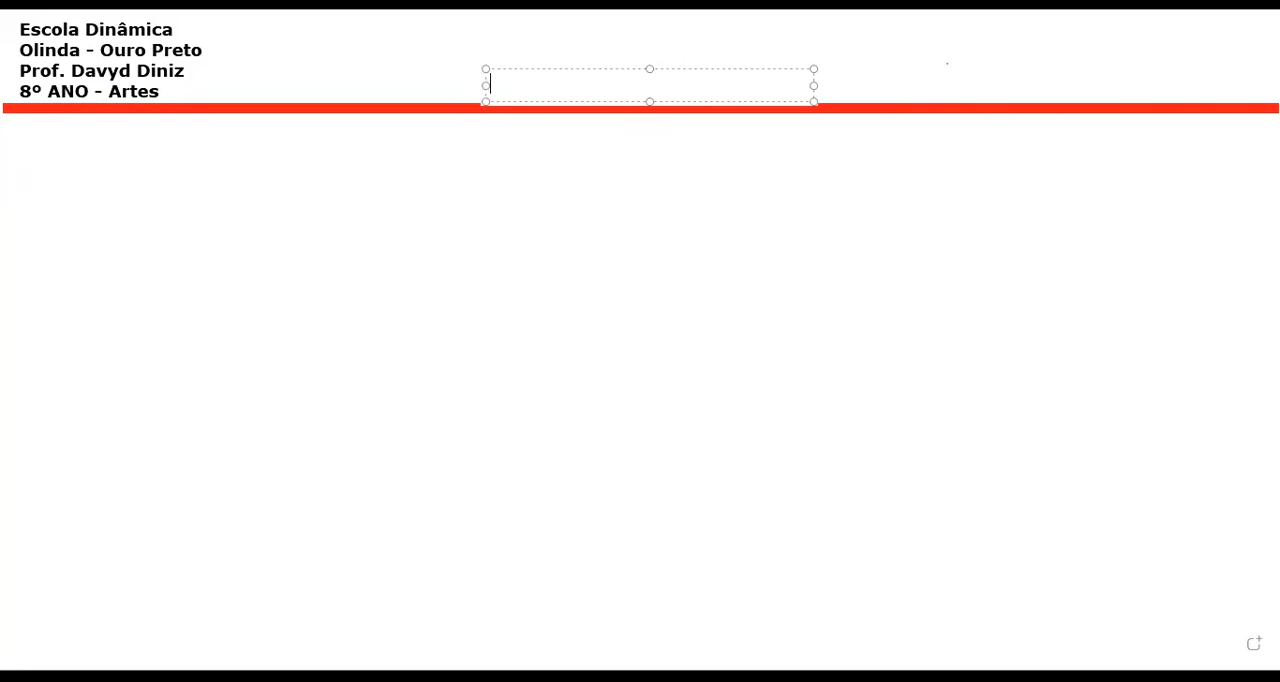 Escola Dinâmica
Olinda – Ouro Preto
Prof. Davyd Diniz
8º ANO – Artes